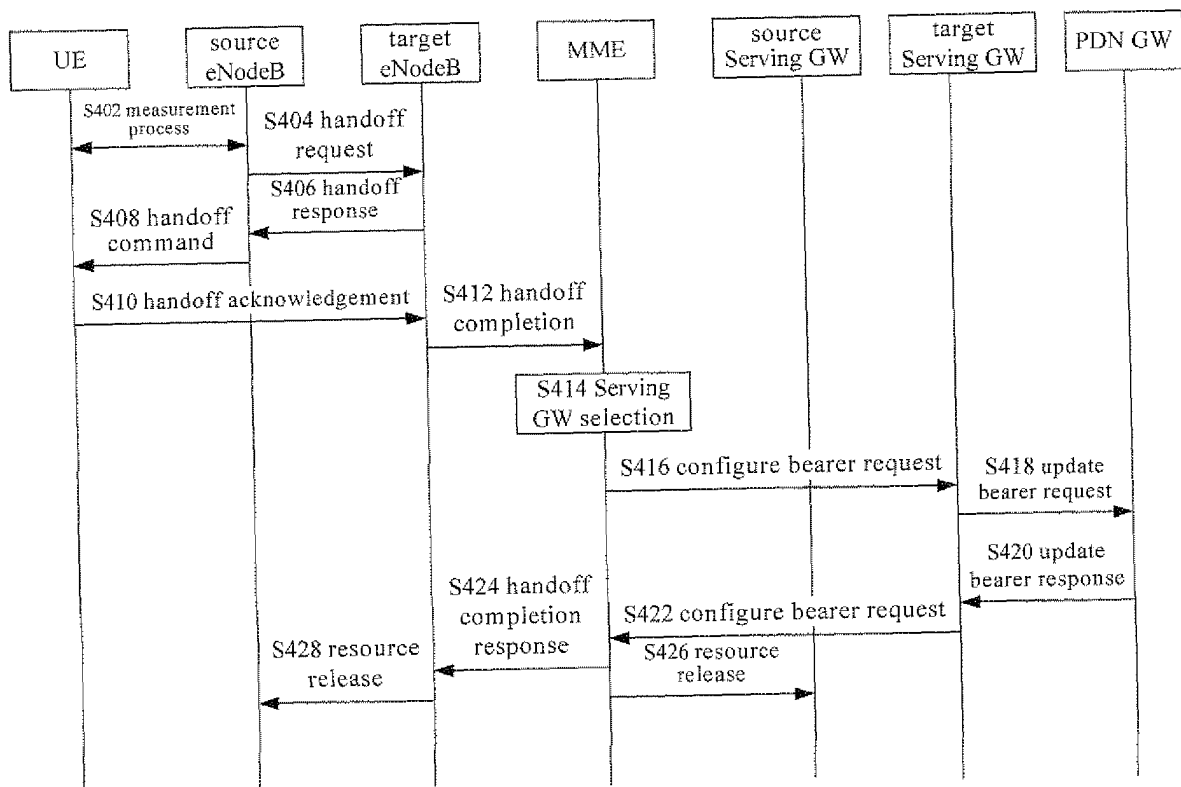 UE
source
eNodeB
target
eNodeB
MME
source
Serving GW
target
Serving GW
PDN GW
S402 measurement
process
S404 handoff
request
S406 handoff
response
S408 handoff
command
S410 handoff acknowledgement
S412 handoff
completion
S414 Serving
GW selection
S416 configure bearer request
S418 update
bearer request
S420 update
bearer response
S422 configure bearer request
S424 handoff
completion
response
S426 resource
release
S428 resource
release